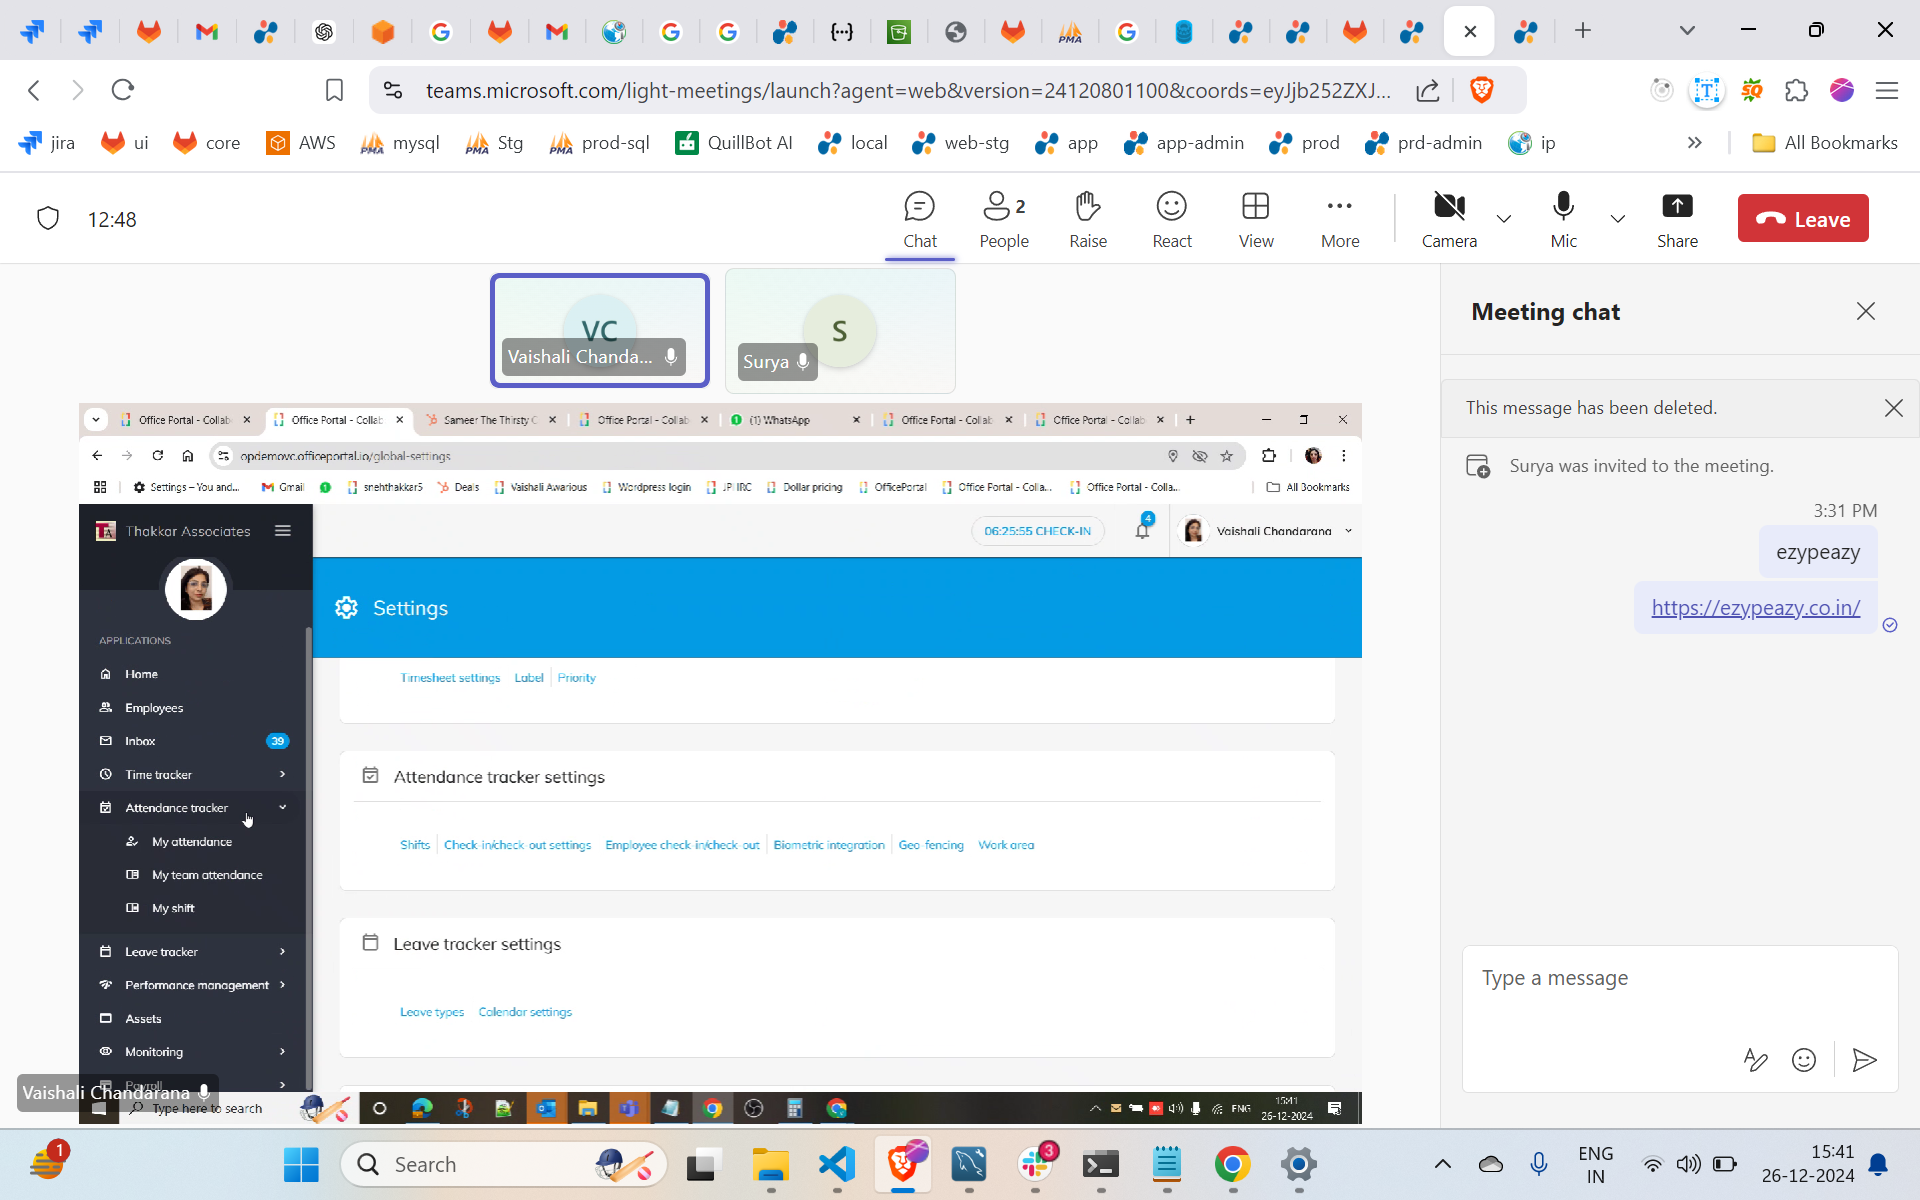 teams.microsoft.com/light-meetings/launch?agent=web&version=24120801100&coords=eyJjb252ZXJ...
jira
ui
core
AWS
mysql
Stg
prod-sql
QuillBot AI
local
web-stg
app
app-admin
prod
prd-admin
ip
All Bookmarks
12:48
Chat
People
2
Raise
React
View
More
Camera
Mic
Share
Leave
VC
Vaishali Chanda...
S
Surya
Meeting chat
This message has been deleted.
Surya was invited to the meeting.
3:31 PM
ezypeazy
https://ezypeazy.co.in/
Type a message
Office Portal - Collab
Office Portal - Collab
Sameer The Thirsty C
Office Portal - Collab
(1) WhatsApp
Office Portal - Collab
Office Portal - Collab
opdemovc.officeportal.io/global-settings
Settings – You and...
Gmail
snehthakkar5
Deals
Vaishali Awarious
Wordpress login
JPHRC
Dollar pricing
OfficePortal
Office Portal - Colla...
Office Portal - Colla...
All Bookmarks
Thakkar Associates
06:25:55 CHECK-IN
4
Vaishali Chandarana
Settings
APPLICATIONS
Home
Employees
Inbox
39
Time tracker
Attendance tracker
My attendance
My team attendance
My shift
Leave tracker
Performance management
Assets
Monitoring
Payroll
Timesheet settings
Label
Priority
Attendance tracker settings
Shifts
Check-in/check-out settings
Employee check-in/check-out
Biometric integration
Geo-fencing
Work area
Leave tracker settings
Leave types
Calendar settings
Vaishali Chandarana
Type here to search
ENG
15:41
26-12-2024
1
Search
3
ENG
IN
15:41
26-12-2024